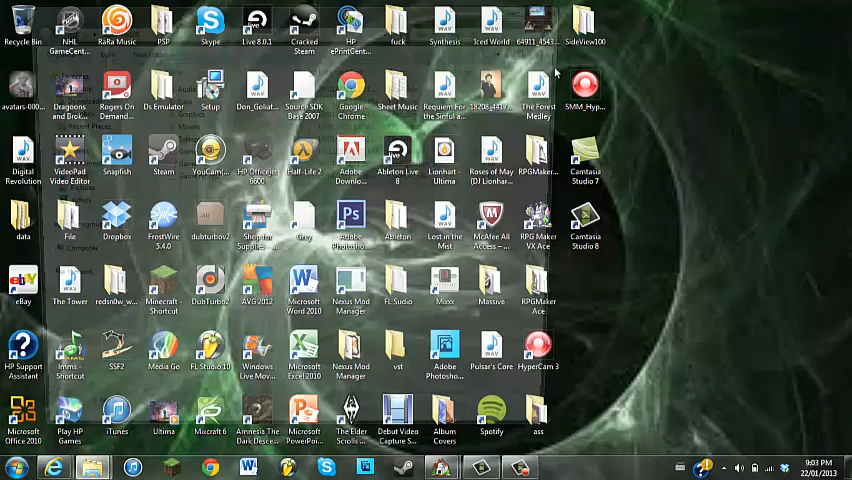 Recycle Bin
NHL GameCent...
RaRa Music
PSP
Skype
Live 8.0.1
Cracked Steam
HP ePrintCent...
fuck
Synthesis
Iced World
64911_4543...
SideView100
avatars-000...
Dragons and Brok...
Rogers On Demand...
Ds Emulator
Setup
Don_Goliat...
Source SDK Base 2007
Google Chrome
Sheet Music
Requiem For the Sinful a...
18208_4417...
The Forest Medley
SMM_Hyp...
Digital Revolution
VideoPad Video Editor
Snapfish
Steam
YouCam(...
HP Officejet 6600
Half-Life 2
Adobe Downlo...
Ableton Live 8
Lionhart - Ultima
Roses of May (DJ Lionhar...
RPGMaker...
Camtasia Studio 7
data
File
Dropbox
FrostWire 5.4.0
dubturbov2
Shop for Supplies - ...
Grey
Adobe Photosho...
Ableton
Lost in the Mist
McAfee All Access – ...
RPG Maker VX Ace
Camtasia Studio 8
Computer
eBay
The Tower
redsn0w_w...
Minecraft - Shortcut
DubTurbo2
AVG 2012
Microsoft Word 2010
Nexus Mod Manager
FL Sudio
Mixxx
Massive
RPGMaker Ace
HP Support Assistant
lmms - Shortcut
SSF2
Media Go
FL Studio 10
Windows Live Mov...
Microsoft Excel 2010
Nexus Mod Manager
vst
Adobe Photosho...
Pulsar's Core
HyperCam 3
Microsoft Office 2010
Play HP Games
iTunes
Ultima
Mixcraft 6
Amnesia The Dark Desce...
Microsoft PowerPoi...
The Elder Scrolls ...
Debut Video Capture S...
Album Covers
Spotify
ass
9:03 PM
22/01/2013